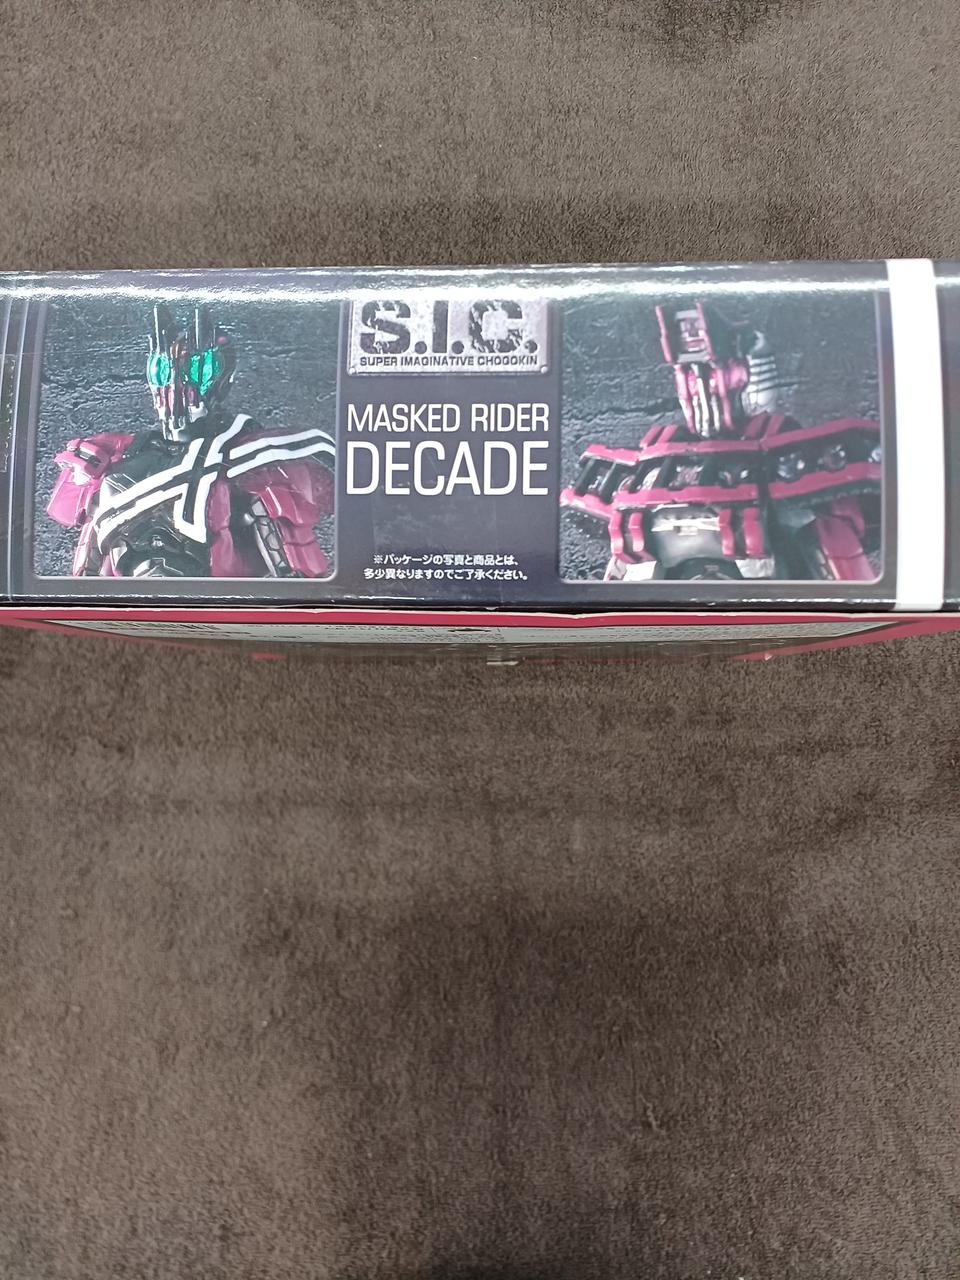 S.I.C.
SUPER IMAGINATIVE CHOGOKIN
MASKED RIDER
DECADE
※パッケージの写真と商品とは、
多少異なりますのでご了承ください。